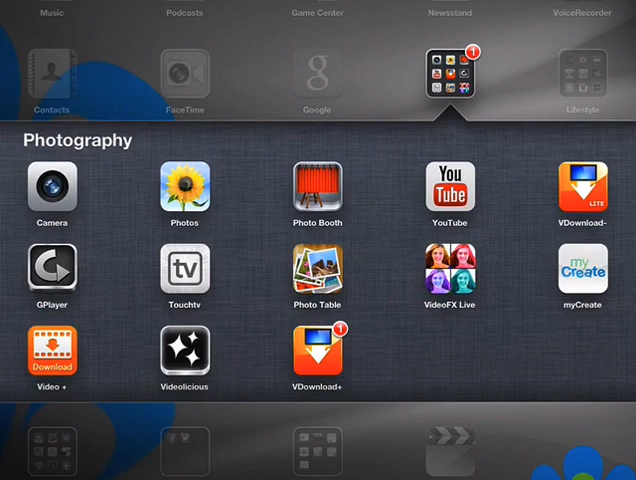 Music Podcasts Game Center Newsstand VoiceRecorder
1
Contacts FaceTime Google Lifestyle
Photography
You
Tube
LITE
Camera Photos Photo Booth YouTube VDownload-
tv
my
Create
GPlayer Touchtv Photo Table VideoFX Live myCreate
1
Download
Video + Videolicious VDownload+